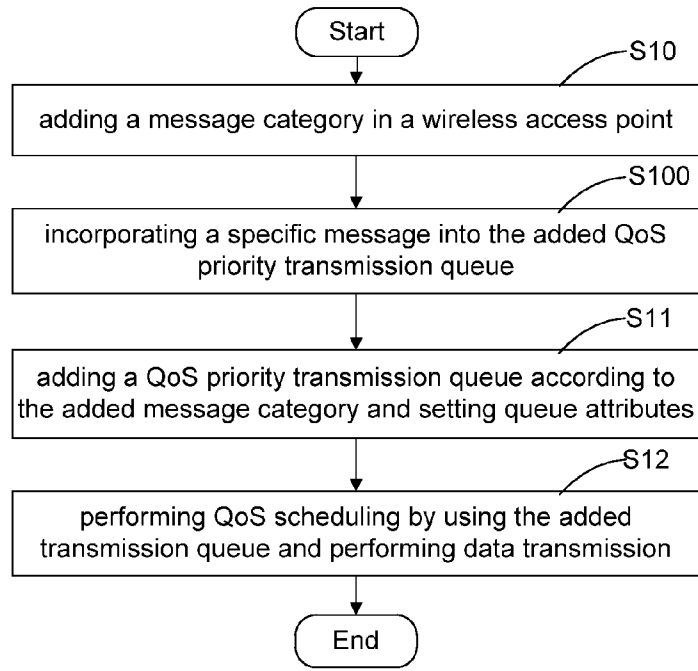 Start
S10
adding a message category in a wireless access point
S100
incorporating a specific message into the added QoS
priority transmission queue
S11
adding a QoS priority transmission queue according to
the added message category and setting queue attributes
S12
performing QoS scheduling by using the added
transmission queue and performing data transmission
End